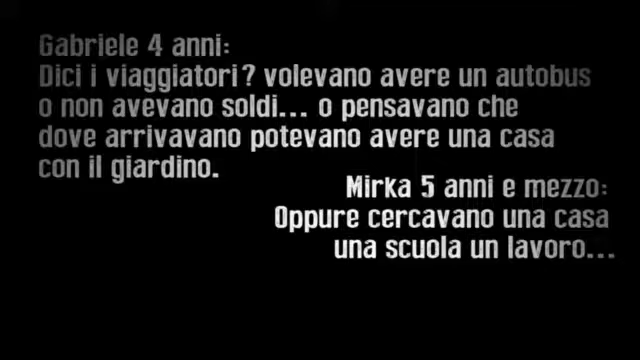 Gabriele 4 anni:
Dici i viaggiatori? volevano avere un autobus
o non avevano soldi... o pensavano che
dove arrivavano potevano avere una casa
con il giardino.
Mirka 5 anni e mezzo:
Oppure cercavano una casa
una scuola un lavoro...